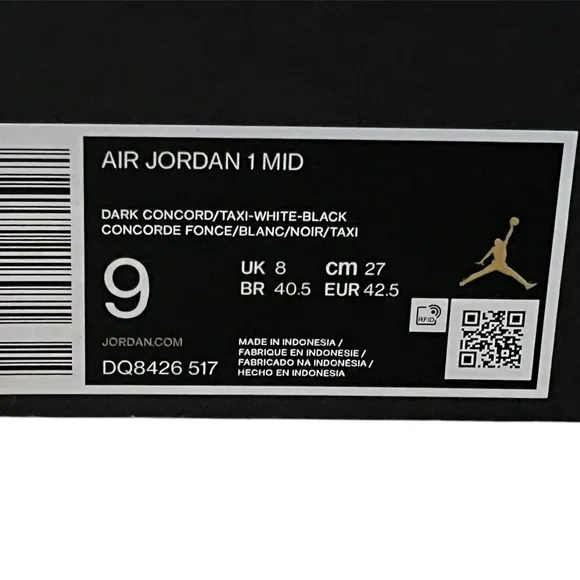 AIR JORDAN 1 MID
DARK CONCORD/TAXI-WHITE-BLACK
CONCORDE FONCE/BLANC/NOIR/TAXI
9
UK 8 cm 27
BR 40.5 EUR 42.5
RFID
JORDAN.COM
DQ8426 517
MADE IN INDONESIA /
FABRIQUE EN INDONESIE /
FABRICADO NA INDONÉSIA /
HECHO EN INDONESIA